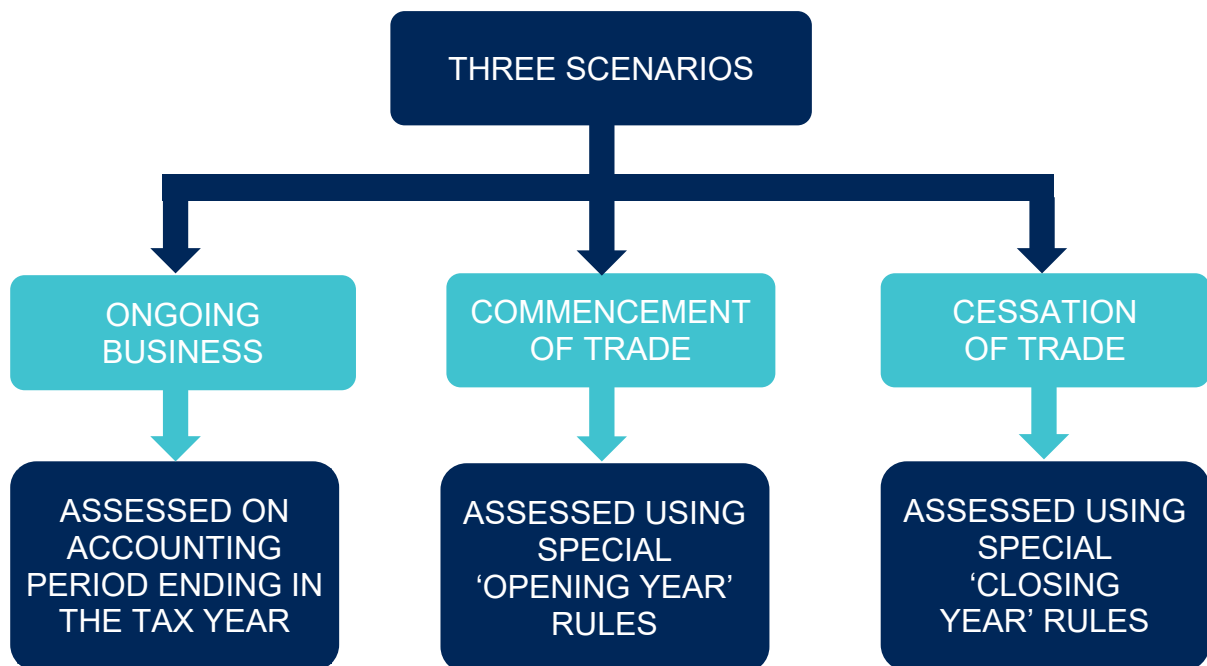 THREE SCENARIOS
ONGOING
BUSINESS
COMMENCEMENT
OF TRADE
CESSATION
OF TRADE
ASSESSED ON
ACCOUNTING
PERIOD ENDING IN
THE TAX YEAR
ASSESSED USING
SPECIAL
‘OPENING YEAR’
RULES
ASSESSED USING
SPECIAL
‘CLOSING
YEAR’ RULES